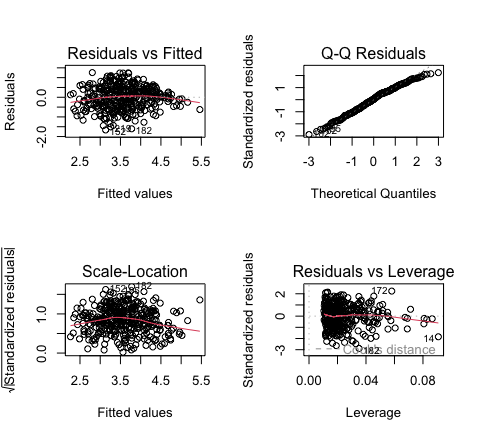 Residuals vs Fitted
Residuals
0.0
-2.0
152
182
2.5
3.5
4.5
5.5
Fitted values
Q-Q Residuals
Standardized residuals
1
-1
-3
-3
-1
0
1
2
3
Theoretical Quantiles
Scale-Location
√|Standardized residuals|
1.0
0.0
152
182
2.5
3.5
4.5
5.5
Fitted values
Residuals vs Leverage
Standardized residuals
2
0
-3
172
14
182
Cook's distance
0.00
0.04
0.08
Leverage